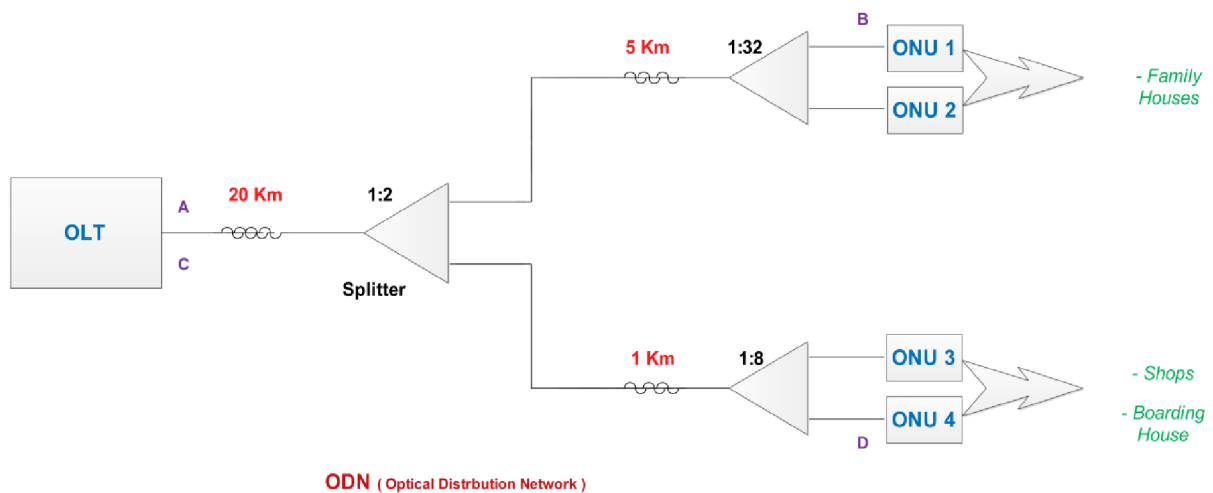 B
5 Km
1:32
ONU 1
ONU 2
- Family
Houses
A
20 Km
1:2
OLT
C
Splitter
1 Km
1:8
ONU 3
ONU 4
D
- Shops
- Boarding
House
ODN ( Optical Distrbution Network )